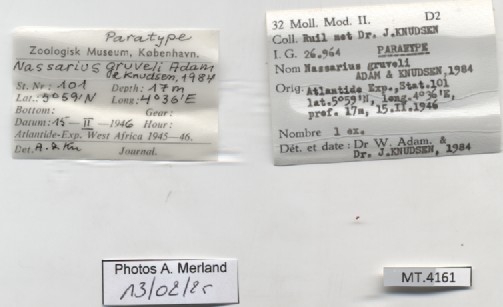 Paratype
Zoologisk Museum, København.
Nassarius gruveli Adam
& Knudsen, 1984
St. Nr.: 101 Depth: 17m
Lat.: 5°59'N Long: 4°36'E
Bottom: Gear:
Datum: 15-II-1946 Hour:
Atlantide-Exp. West Africa 1945—46.
Det. A. & Kn Journal.
32 Moll. Mod. II. D2
Coll. Ruil met Dr. J.KNUDSEN
I. G. 26.964 PARATYPE
Nom Nassarius gruveli
ADAM & KNUDSEN,1984
Orig. Atlantide Exp.,Stat.101
lat.5°59'N, long.4°36'E,
prof. 17m, 15.II.1946
Nombre 1 ex.
Dét. et date: Dr W. Adam. &
Dr. J.KNUDSEN, 1984
Photos A. Merland
13/02/25
MT.4161